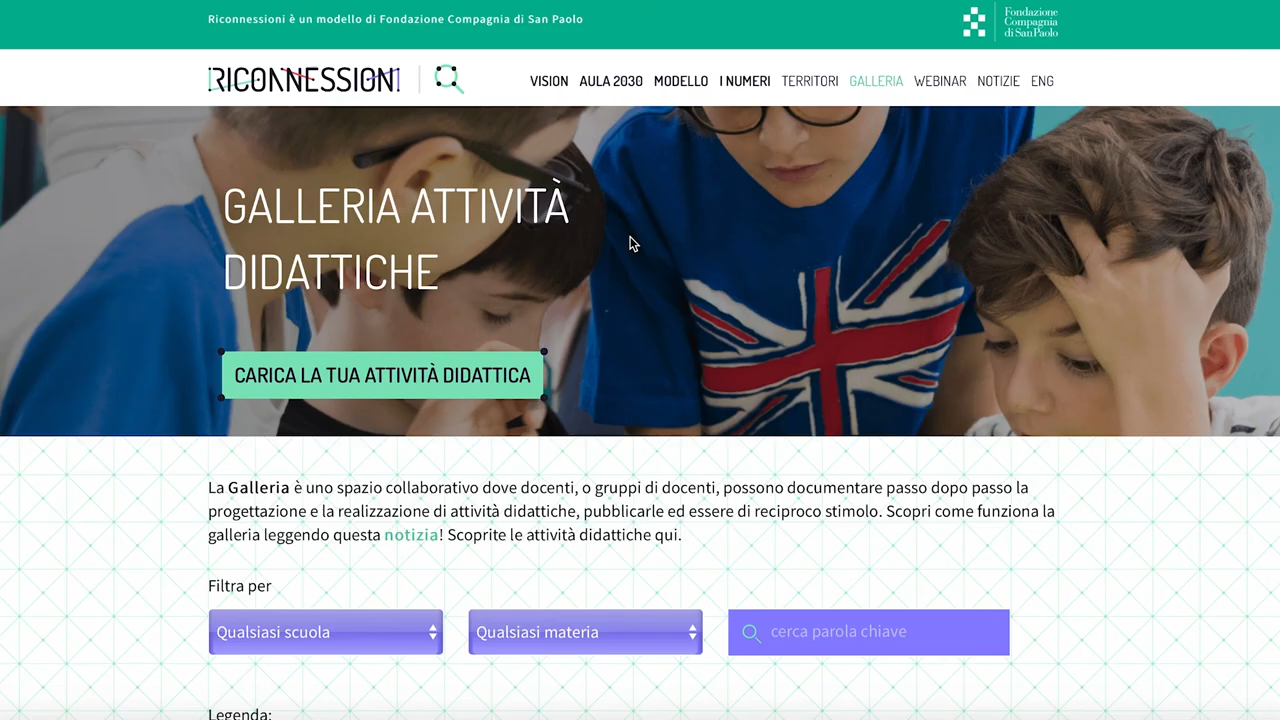 Riconnessioni è un modello di Fondazione Compagnia di San Paolo
Fondazione
Compagnia
di SanPaolo
RICONNESSIONI
VISION AULA 2030 MODELLO I NUMERI TERRITORI GALLERIA WEBINAR NOTIZIE ENG
GALLERIA ATTIVITÀ
DIDATTICHE
CARICA LA TUA ATTIVITÀ DIDATTICA
La Galleria è uno spazio collaborativo dove docenti, o gruppi di docenti, possono documentare passo dopo passo la
progettazione e la realizzazione di attività didattiche, pubblicarle ed essere di reciproco stimolo. Scopri come funziona la
galleria leggendo questa notizia! Scoprite le attività didattiche qui.
Filtra per
Qualsiasi scuola
Qualsiasi materia
cerca parola chiave
Legenda: